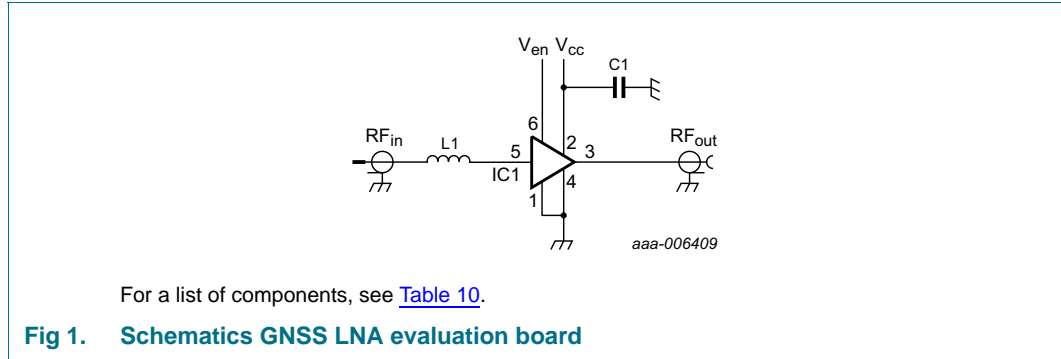 Ven Vcc
C1
RFin L1 6 2 RFout
5 3
IC1 4
1
aaa-006409
For a list of components, see Table 10.
Fig 1. Schematics GNSS LNA evaluation board